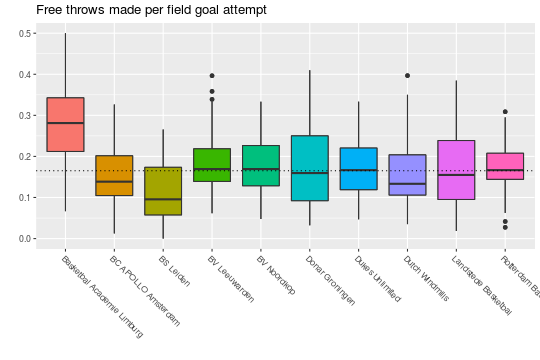 Free throws made per field goal attempt
0.5
0.4
0.3
0.2
0.1
0.0
Basketbal Academie Limburg
BC APOLLO Amsterdam
BS Leiden
BV Leeuwarden
BV Noordkop
Donar Groningen
Dukes Unlimited
Dutch Windmills
Landstede Basketbal
Rotterdam Bas